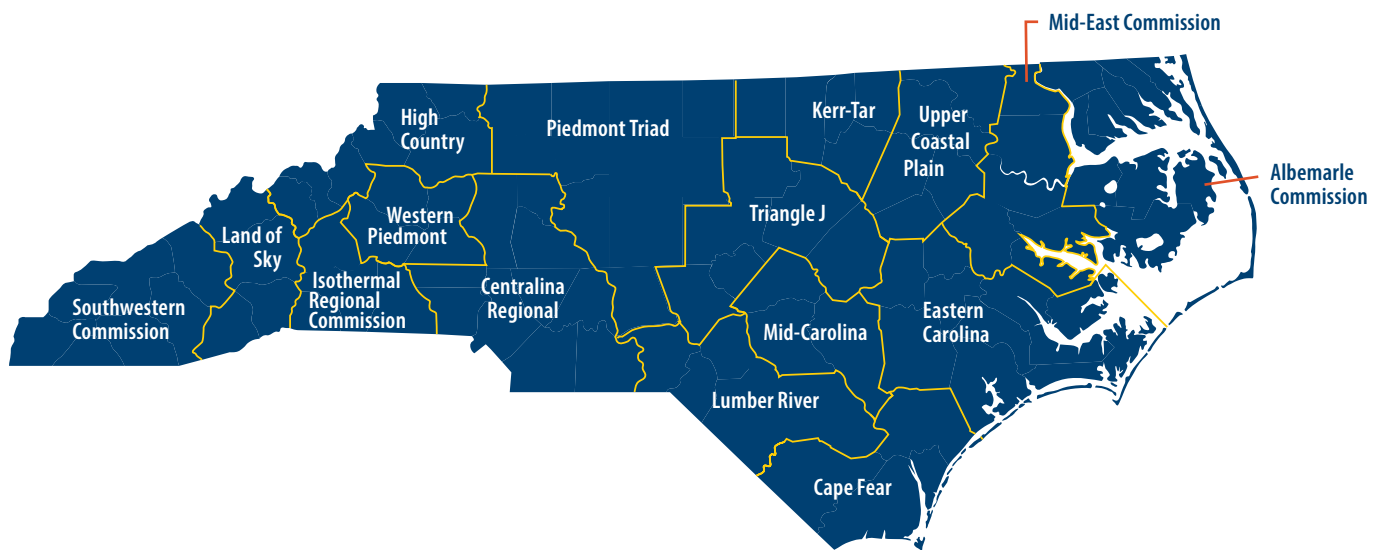 Mid-East Commission
High
Country
Piedmont Triad
Kerr-Tar
Upper
Coastal
Plain
Albemarle
Commission
Western
Piedmont
Triangle J
Land of
Sky
Isothermal
Regional
Commission
Centralina
Regional
Southwestern
Commission
Mid-Carolina
Eastern
Carolina
Lumber River
Cape Fear